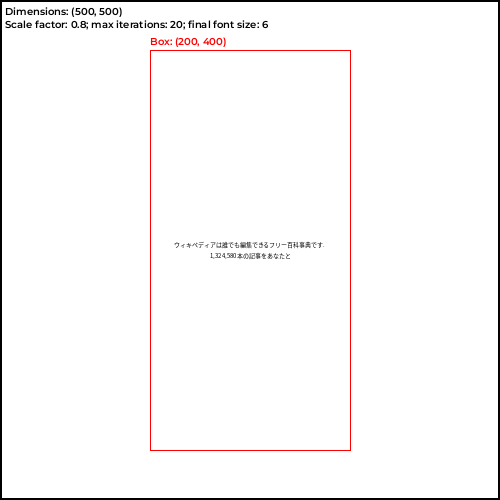 Dimensions: (500, 500)
Scale factor: 0.8; max iterations: 20; final font size: 6
Box: (200, 400)
ウィキペディアは誰でも編集できるフリー百科事典です.
1,324,580本の記事をあなたと